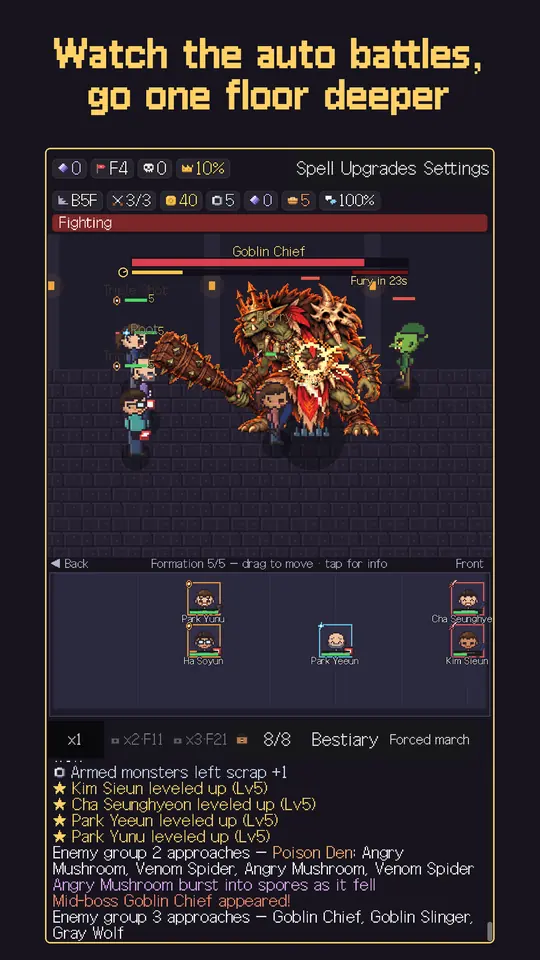 Watch the auto battles,
go one floor deeper
0 F4 0 10% Spell Upgrades Settings
B5F 3/3 40 5 0 5 100%
Fighting
Goblin Chief
Fury in 23s
5
Back Formation 5/5 — drag to move · tap for info Front
Park Yunu
Cha Seunghye
Ha Soyun
Park Yeeun
Kim Sieun
x1 x2·F11 x3·F21 8/8 Bestiary Forced march
Armed monsters left scrap +1
Kim Sieun leveled up (Lv5)
Cha Seunghyeon leveled up (Lv5)
Park Yeeun leveled up (Lv5)
Park Yunu leveled up (Lv5)
Enemy group 2 approaches — Poison Den: Angry
Mushroom, Venom Spider, Angry Mushroom, Venom Spider
Angry Mushroom burst into spores as it fell
Mid-boss Goblin Chief appeared!
Enemy group 3 approaches — Goblin Chief, Goblin Slinger,
Gray Wolf